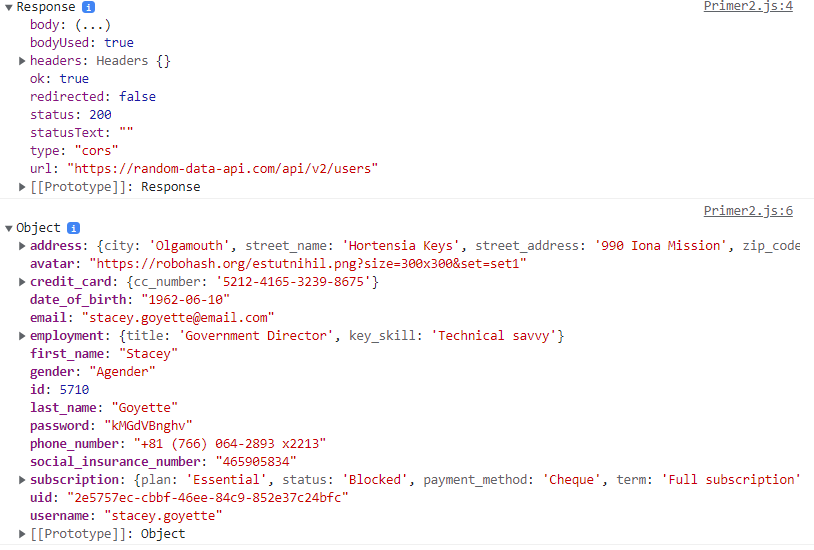 Response i Primer2.js:4
body: (...)
bodyUsed: true
headers: Headers {}
ok: true
redirected: false
status: 200
statusText: ""
type: "cors"
url: "https://random-data-api.com/api/v2/users"
[[Prototype]]: Response
Primer2.js:6
Object i
address: {city: 'Olgamouth', street_name: 'Hortensia Keys', street_address: '990 Iona Mission', zip_code
avatar: "https://robohash.org/estutnihil.png?size=300x300&set=set1"
credit_card: {cc_number: '5212-4165-3239-8675'}
date_of_birth: "1962-06-10"
email: "stacey.goyette@email.com"
employment: {title: 'Government Director', key_skill: 'Technical savvy'}
first_name: "Stacey"
gender: "Agender"
id: 5710
last_name: "Goyette"
password: "kMGdVBnghv"
phone_number: "+81 (766) 064-2893 x2213"
social_insurance_number: "465905834"
subscription: {plan: 'Essential', status: 'Blocked', payment_method: 'Cheque', term: 'Full subscription'
uid: "2e5757ec-cbbf-46ee-84c9-852e37c24bfc"
username: "stacey.goyette"
[[Prototype]]: Object